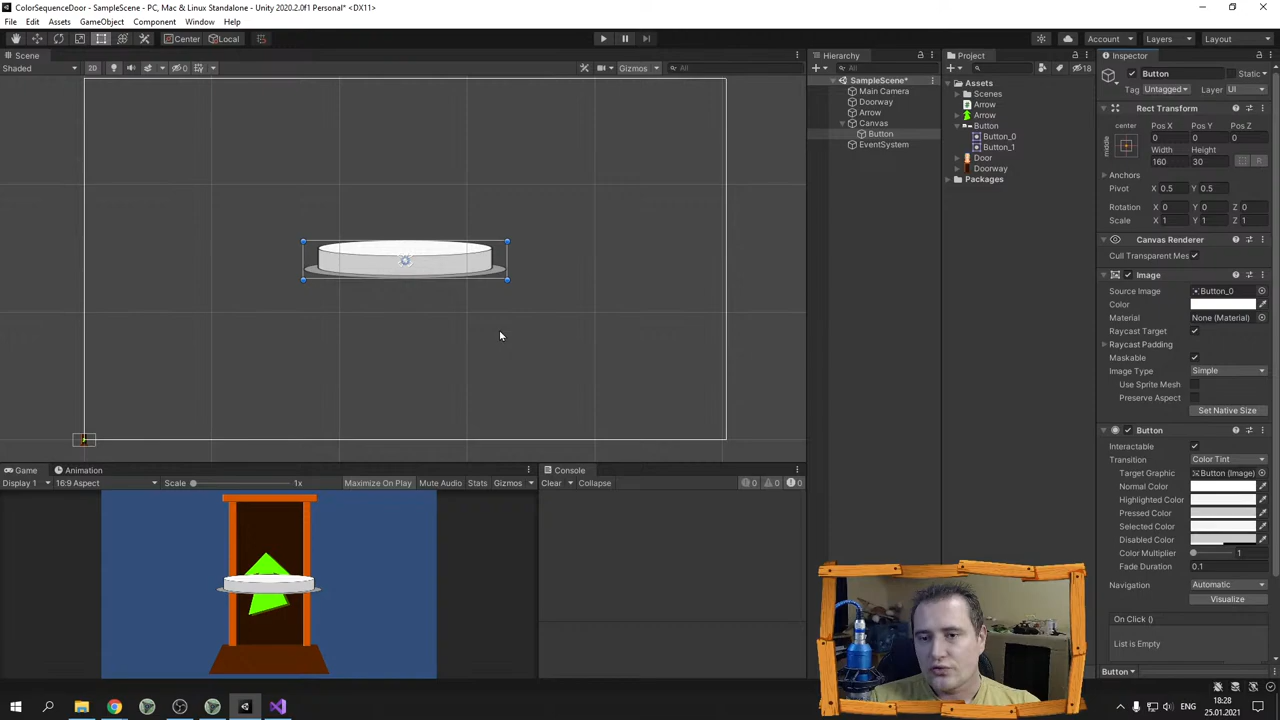 ColorSequenceDoor - SampleScene - PC, Mac & Linux Standalone - Unity 2020.2.0f1 Personal* <DX11>
File Edit Assets GameObject Component Window Help
Center Local Account Layers Layout
Scene Hierarchy Project Inspector
Shaded 2D 0 Gizmos All
18
SampleScene*
Main Camera
Doorway
Arrow
Canvas
Button
EventSystem
Assets
Scenes
Arrow
Arrow
Button
Button_0
Button_1
Door
Doorway
Packages
Button Static
Tag Untagged Layer UI
Rect Transform
center Pos X Pos Y Pos Z
middle 0 0 0
Width Height
160 30
Anchors
Pivot X 0.5 Y 0.5
Rotation X 0 Y 0 Z 0
Scale X 1 Y 1 Z 1
Canvas Renderer
Cull Transparent Mes
Image
Source Image Button_0
Color
Material None (Material)
Raycast Target
Raycast Padding
Maskable
Image Type Simple
Use Sprite Mesh
Preserve Aspect
Set Native Size
Button
Interactable
Transition Color Tint
Target Graphic Button (Image)
Normal Color
Highlighted Color
Pressed Color
Selected Color
Disabled Color
Color Multiplier 1
Fade Duration 0.1
Navigation Automatic
Visualize
On Click ()
List is Empty
Button
Game Animation Console
Display 1 16:9 Aspect Scale 1x Maximize On Play Mute Audio Stats Gizmos
Clear Collapse 0 0 0
ENG 18:28
DE 25.01.2021